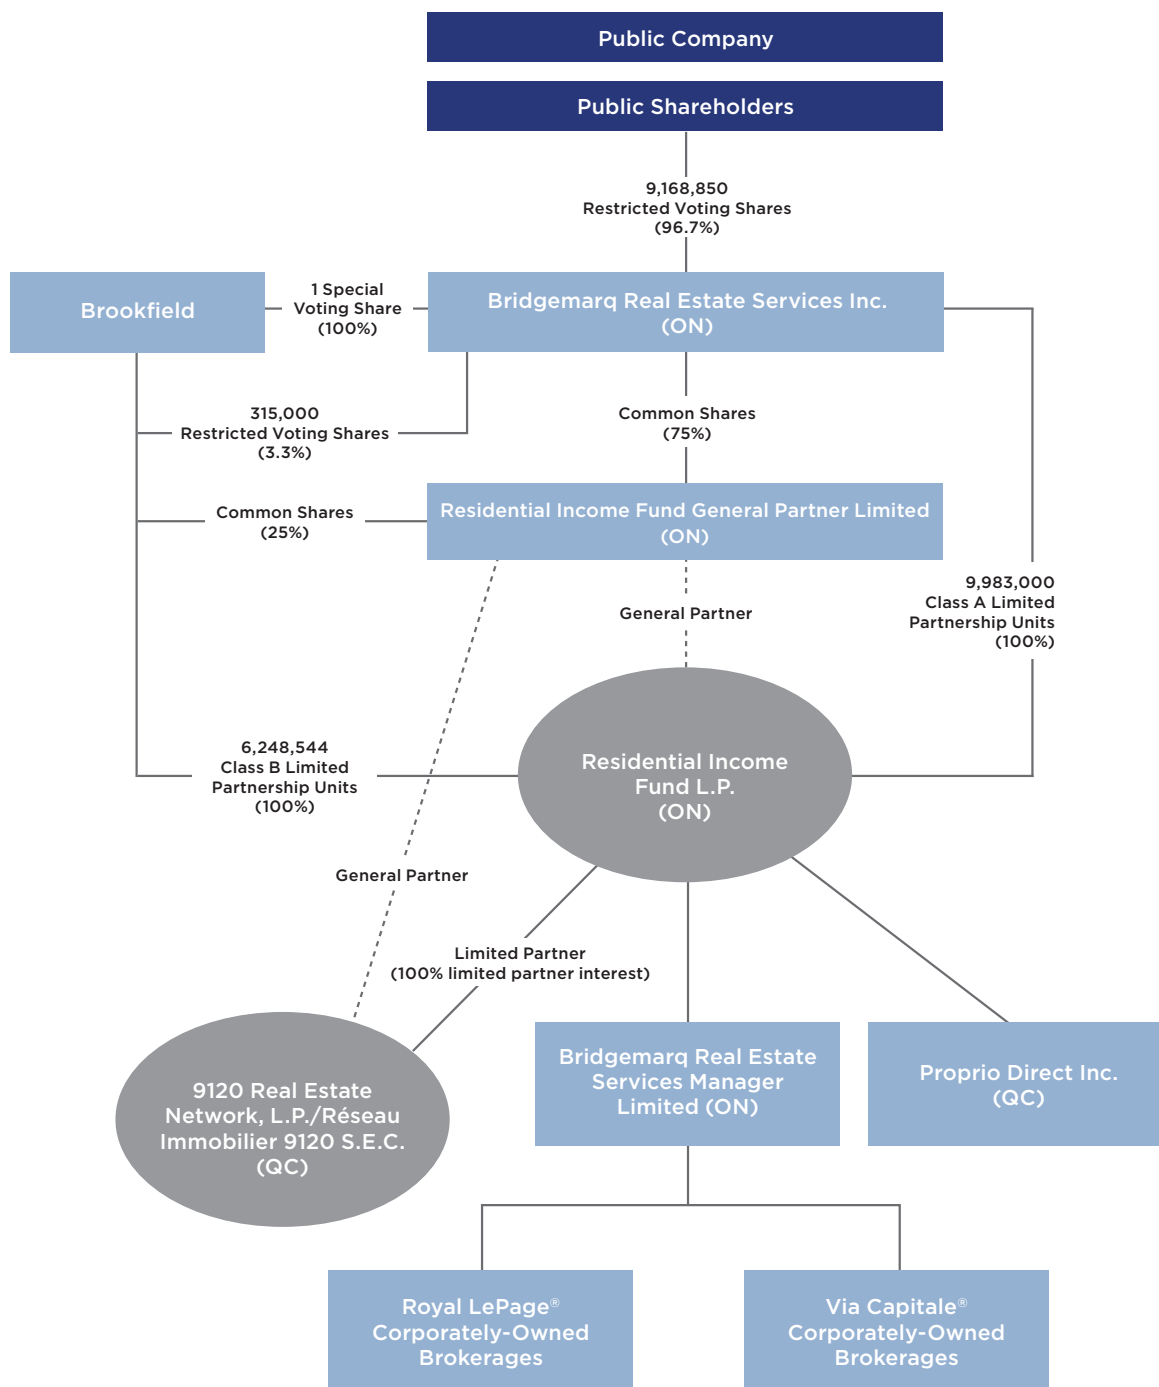 Public Company
Public Shareholders
9,168,850
Restricted Voting Shares
(96.7%)
Brookfield
1 Special
Voting Share
(100%)
Bridgemarq Real Estate Services Inc.
(ON)
315,000
Restricted Voting Shares
(3.3%)
Common Shares
(75%)
Common Shares
(25%)
Residential Income Fund General Partner Limited
(ON)
9,983,000
Class A Limited
Partnership Units
(100%)
General Partner
6,248,544
Class B Limited
Partnership Units
(100%)
Residential Income
Fund L.P.
(ON)
General Partner
Limited Partner
(100% limited partner interest)
9120 Real Estate
Network, L.P./Réseau
Immobilier 9120 S.E.C.
(QC)
Bridgemarq Real Estate
Services Manager
Limited (ON)
Proprio Direct Inc.
(QC)
Royal LePage®
Corporately-Owned
Brokerages
Via Capitale®
Corporately-Owned
Brokerages